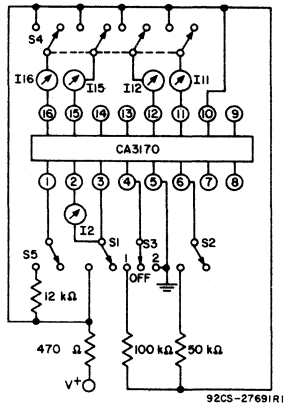 S4
I16
I15
I12
I11
16 15 14 13 12 11 10 9
CA3170
1 2 3 4 5 6 7 8
I2
S1
S3
S2
S5
1
OFF
2
12 kΩ
470 Ω
100 kΩ
50 kΩ
V+
92CS-27691RI